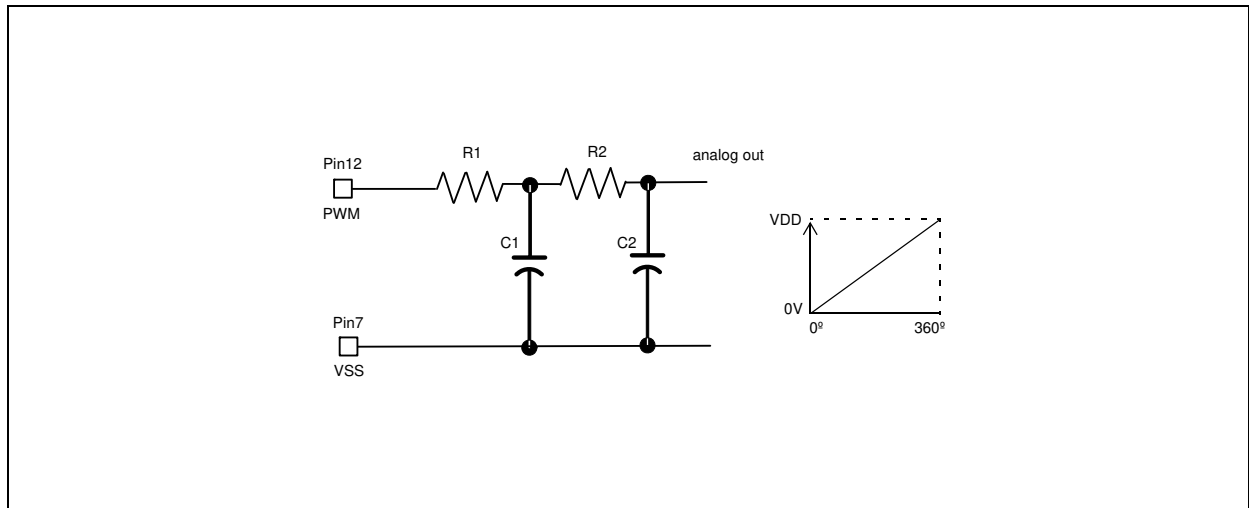 R1
R2
analog out
Pin12
PWM
C1
C2
VDD
0V
0º
360º
Pin7
VSS